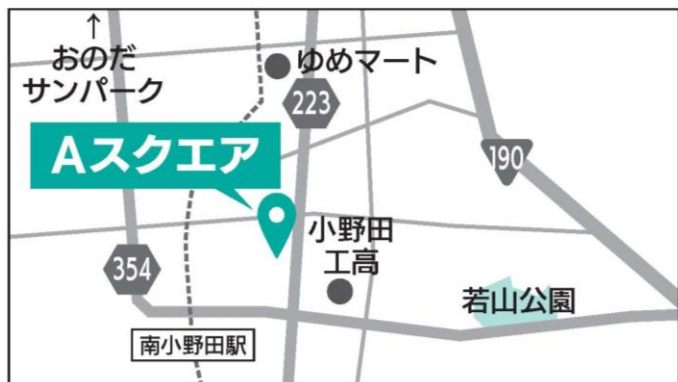 ↑
おのだ
サンパーク
ゆめマート
223
Aスクエア
190
小野田
工高
354
若山公園
南小野田駅